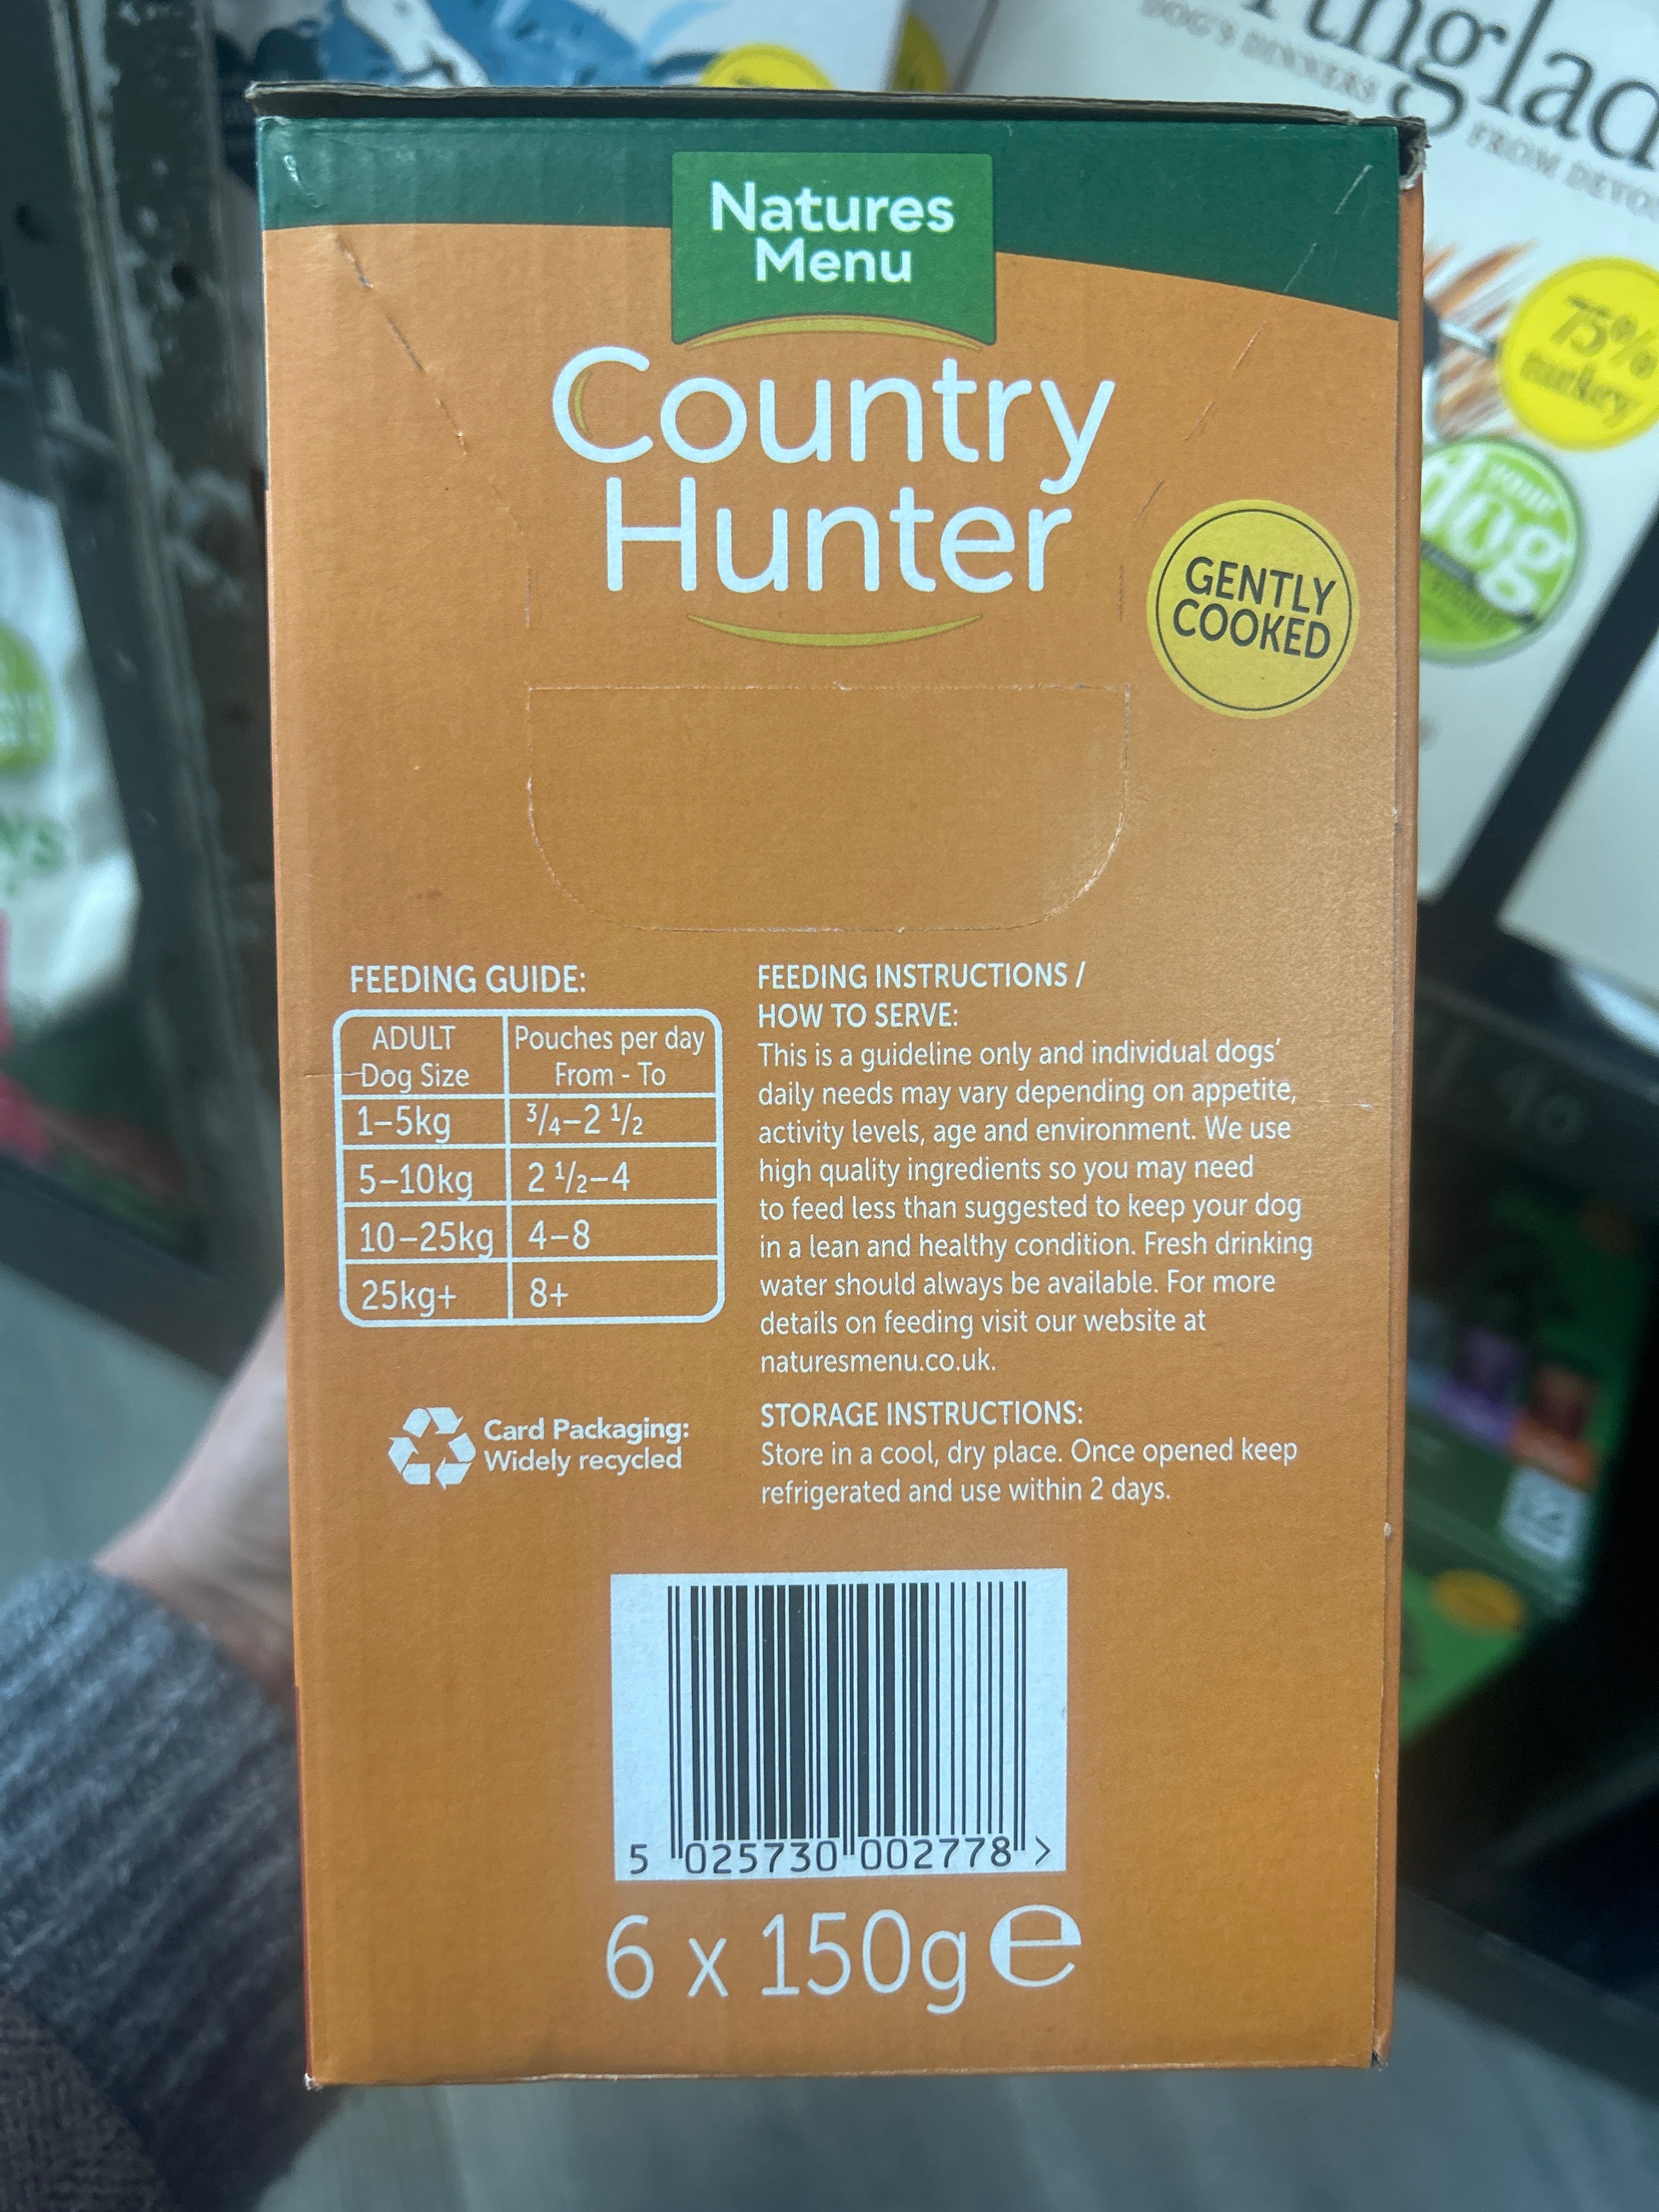 DOG'S DINNERS
FROM
75%
turkey
your
dog
Natures
Menu
Country
Hunter
GENTLY
COOKED
FEEDING GUIDE:
ADULT
Dog Size
Pouches per day
From - To
1–5kg
3/4–2 1/2
5–10kg
2 1/2–4
10–25kg
4–8
25kg+
8+
Card Packaging:
Widely recycled
FEEDING INSTRUCTIONS /
HOW TO SERVE:
This is a guideline only and individual dogs'
daily needs may vary depending on appetite,
activity levels, age and environment. We use
high quality ingredients so you may need
to feed less than suggested to keep your dog
in a lean and healthy condition. Fresh drinking
water should always be available. For more
details on feeding visit our website at
naturesmenu.co.uk.
STORAGE INSTRUCTIONS:
Store in a cool, dry place. Once opened keep
refrigerated and use within 2 days.
5 025730 002778 >
6 x 150g ℮